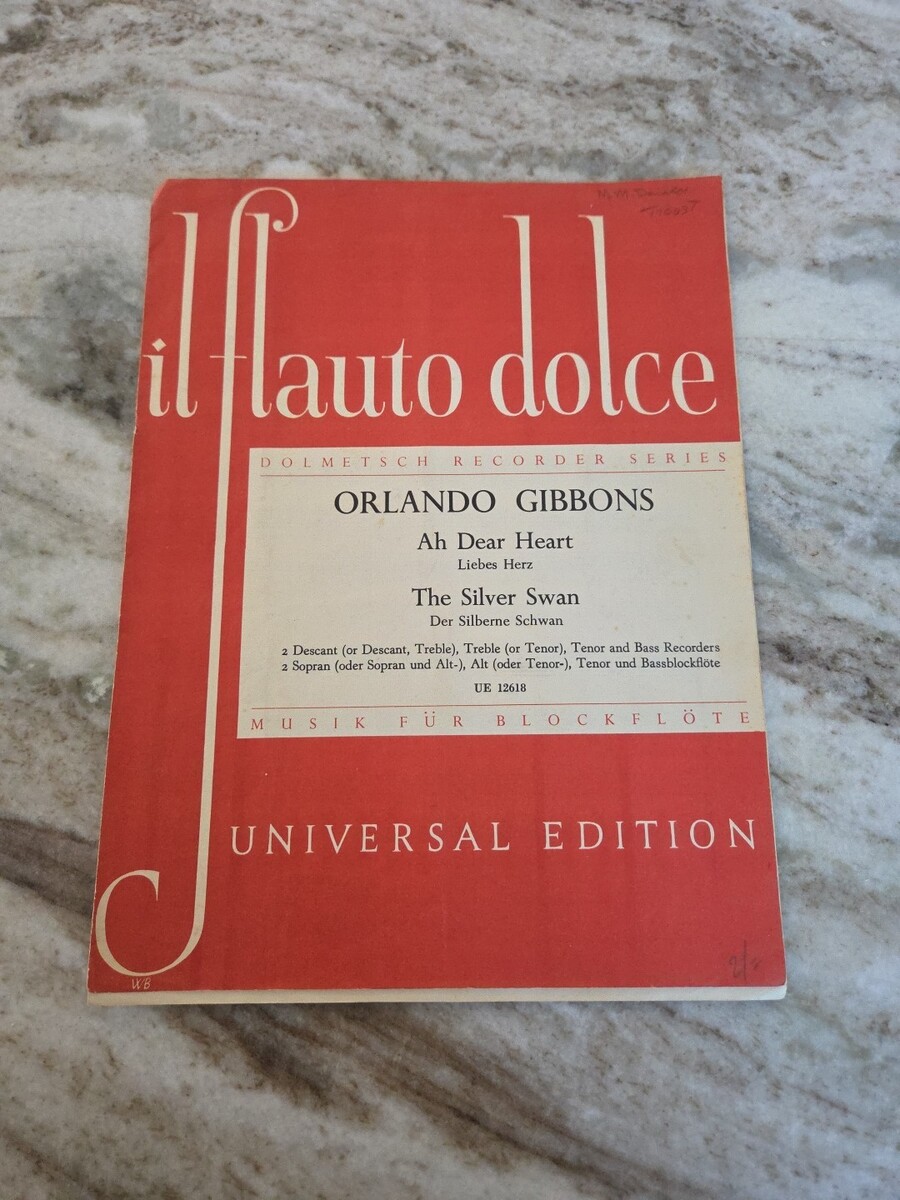 il flauto dolce
DOLMETSCH RECORDER SERIES
ORLANDO GIBBONS
Ah Dear Heart
Liebes Herz
The Silver Swan
Der Silberne Schwan
2 Descant (or Descant, Treble), Treble (or Tenor), Tenor and Bass Recorders
2 Sopran (oder Sopran und Alt-), Alt (oder Tenor-), Tenor und Bassblockflöte
UE 12618
MUSIK FÜR BLOCKFLÖTE
UNIVERSAL EDITION
WB